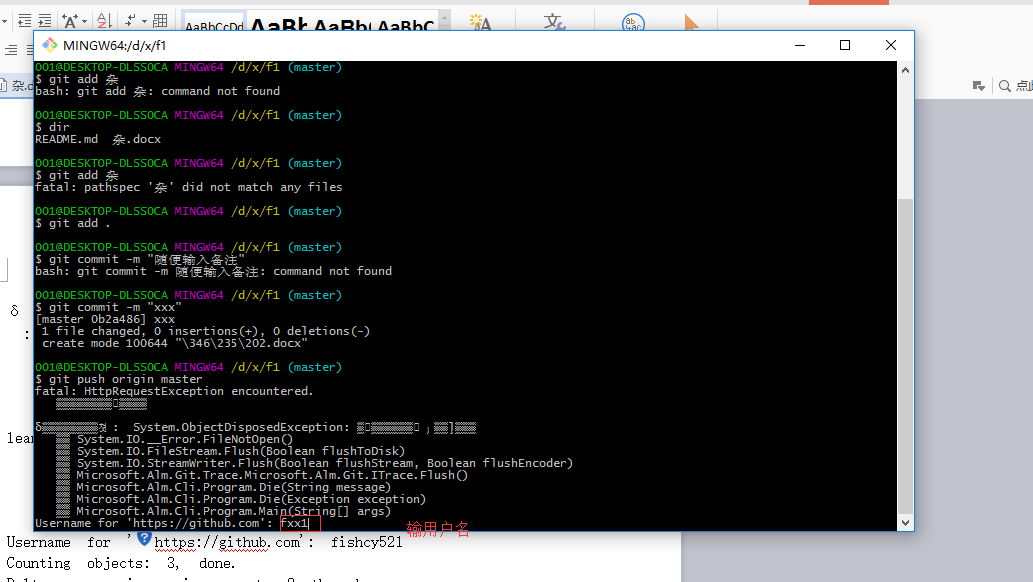 AaBbCcDd AaBb AaBb( AaBbC
MINGW64:/d/x/f1
杂.d
点此
001@DESKTOP-DLSSOCA MINGW64 /d/x/f1 (master)
$ git add 杂
bash: git add 杂: command not found
001@DESKTOP-DLSSOCA MINGW64 /d/x/f1 (master)
$ dir
README.md 杂.docx
001@DESKTOP-DLSSOCA MINGW64 /d/x/f1 (master)
$ git add 杂
fatal: pathspec '杂' did not match any files
001@DESKTOP-DLSSOCA MINGW64 /d/x/f1 (master)
$ git add .
001@DESKTOP-DLSSOCA MINGW64 /d/x/f1 (master)
$ git commit -m "随便输入备注"
bash: git commit -m 随便输入备注: command not found
001@DESKTOP-DLSSOCA MINGW64 /d/x/f1 (master)
$ git commit -m "xxx"
[master 0b2a486] xxx
1 file changed, 0 insertions(+), 0 deletions(-)
create mode 100644 "\346\235\202.docx"
001@DESKTOP-DLSSOCA MINGW64 /d/x/f1 (master)
$ git push origin master
fatal: HttpRequestException encountered.
: System.ObjectDisposedException:
System.IO.__Error.FileNotOpen()
System.IO.FileStream.Flush(Boolean flushToDisk)
System.IO.StreamWriter.Flush(Boolean flushStream, Boolean flushEncoder)
Microsoft.Alm.Git.Trace.Microsoft.Alm.Git.ITrace.Flush()
Microsoft.Alm.Cli.Program.Die(String message)
Microsoft.Alm.Cli.Program.Die(Exception exception)
Microsoft.Alm.Cli.Program.Main(String[] args)
Username for 'https://github.com': fxx1
输用户名
δ
:
lear
Username for 'https://github.com': fishcy521
Counting objects: 3, done.